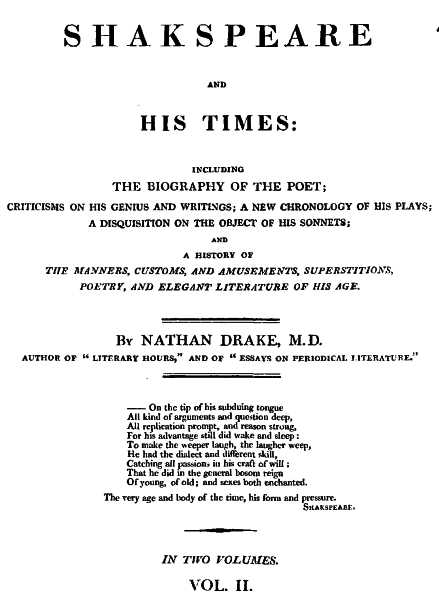 SHAKSPEARE
AND
HIS TIMES:
INCLUDING
THE BIOGRAPHY OF THE POET;
CRITICISMS ON HIS GENIUS AND WRITINGS; A NEW CHRONOLOGY OF HIS PLAYS;
A DISQUISITION ON THE OBJECT OF HIS SONNETS;
AND
A HISTORY OF
THE MANNERS, CUSTOMS, AND AMUSEMENTS, SUPERSTITIONS,
POETRY, AND ELEGANT LITERATURE OF HIS AGE.
BY NATHAN DRAKE, M.D.
AUTHOR OF "LITERARY HOURS," AND OF "ESSAYS ON PERIODICAL LITERATURE."
—— On the tip of his subduing tongue
All kind of arguments and question deep,
All replication prompt, and reason strong,
For his advantage still did wake and sleep:
To make the weeper laugh, the laugher weep,
He had the dialect and different skill,
Catching all passions in his craft of will;
That he did in the general bosom reign
Of young, of old; and sexes both enchanted.
The very age and body of the time, his form and pressure.
SHAKSPEARE.
IN TWO VOLUMES.
VOL. II.